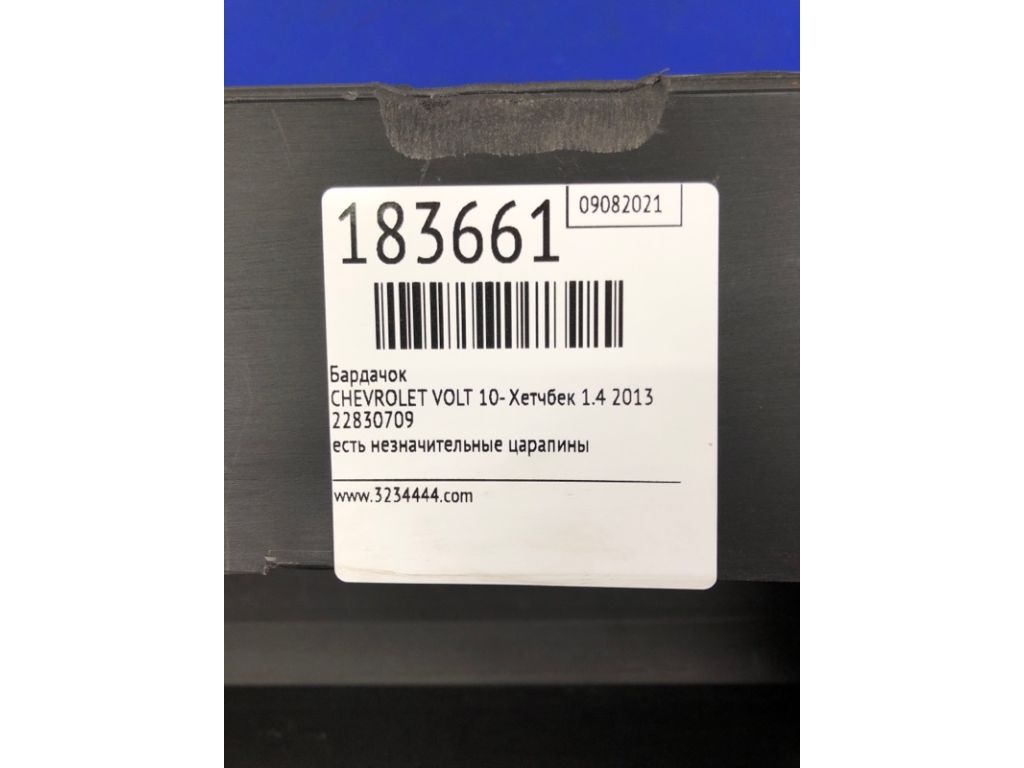 183661
09082021
Бардачок
CHEVROLET VOLT 10- Хетчбек 1.4 2013
22830709
есть незначительные царапины
www.3234444.com